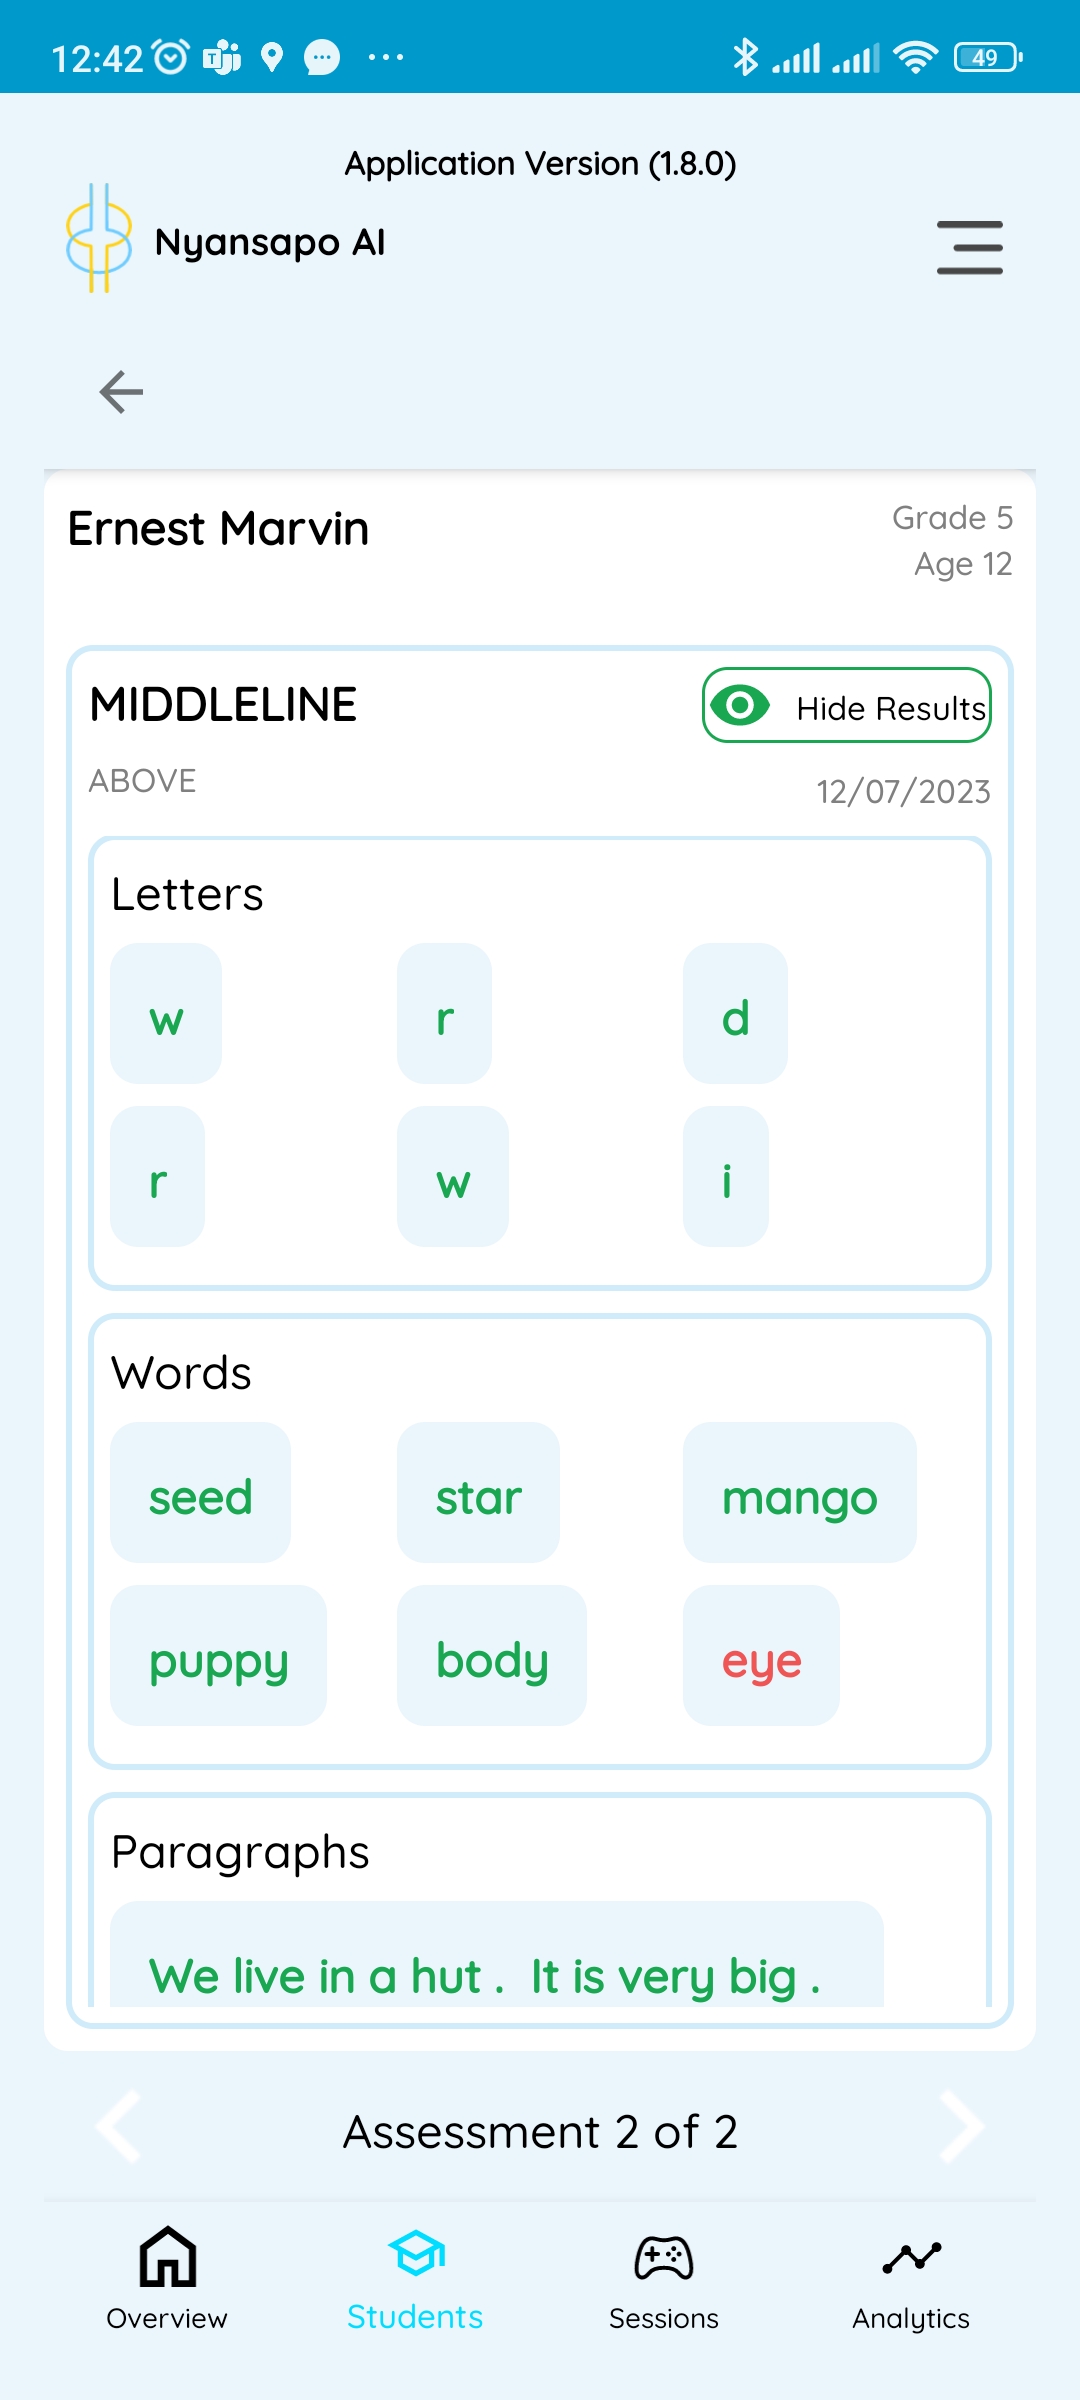 12:42
49
Application Version (1.8.0)
Nyansapo AI
Ernest Marvin
Grade 5
Age 12
MIDDLELINE
Hide Results
ABOVE
12/07/2023
Letters
w r d
r w i
Words
seed star mango
puppy body eye
Paragraphs
We live in a hut . It is very big .
Assessment 2 of 2
Overview Students Sessions Analytics